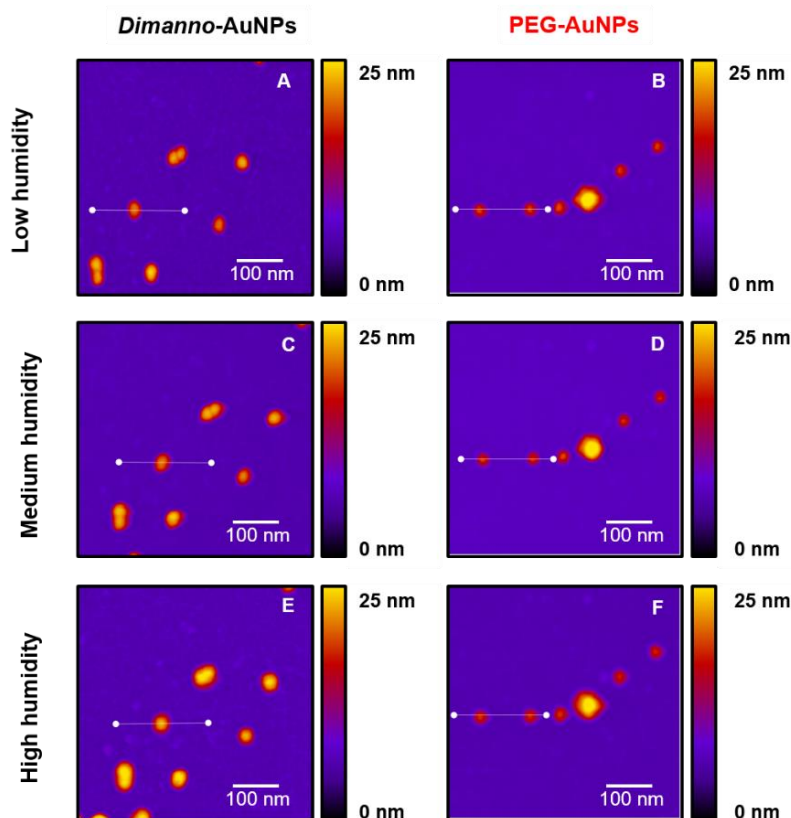 Dimanno-AuNPs
PEG-AuNPs
Low humidity
A
25 nm
100 nm
0 nm
B
25 nm
100 nm
0 nm
Medium humidity
C
25 nm
100 nm
0 nm
D
25 nm
100 nm
0 nm
High humidity
E
25 nm
100 nm
0 nm
F
25 nm
100 nm
0 nm